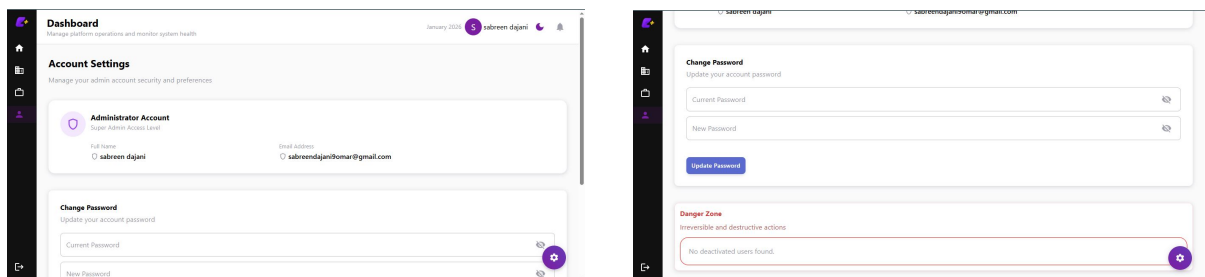 Dashboard
Manage platform operations and monitor system health
January 2026 S sabreen dajani
Account Settings
Manage your admin account security and preferences
Administrator Account
Super Admin Access Level
Full Name Email Address
sabreen dajani sabreendajani9omar@gmail.com
Change Password
Update your account password
Current Password
New Password
sabreen dajani sabreendajani9omar@gmail.com
Change Password
Update your account password
Current Password
New Password
Update Password
Danger Zone
Irreversible and destructive actions
No deactivated users found.